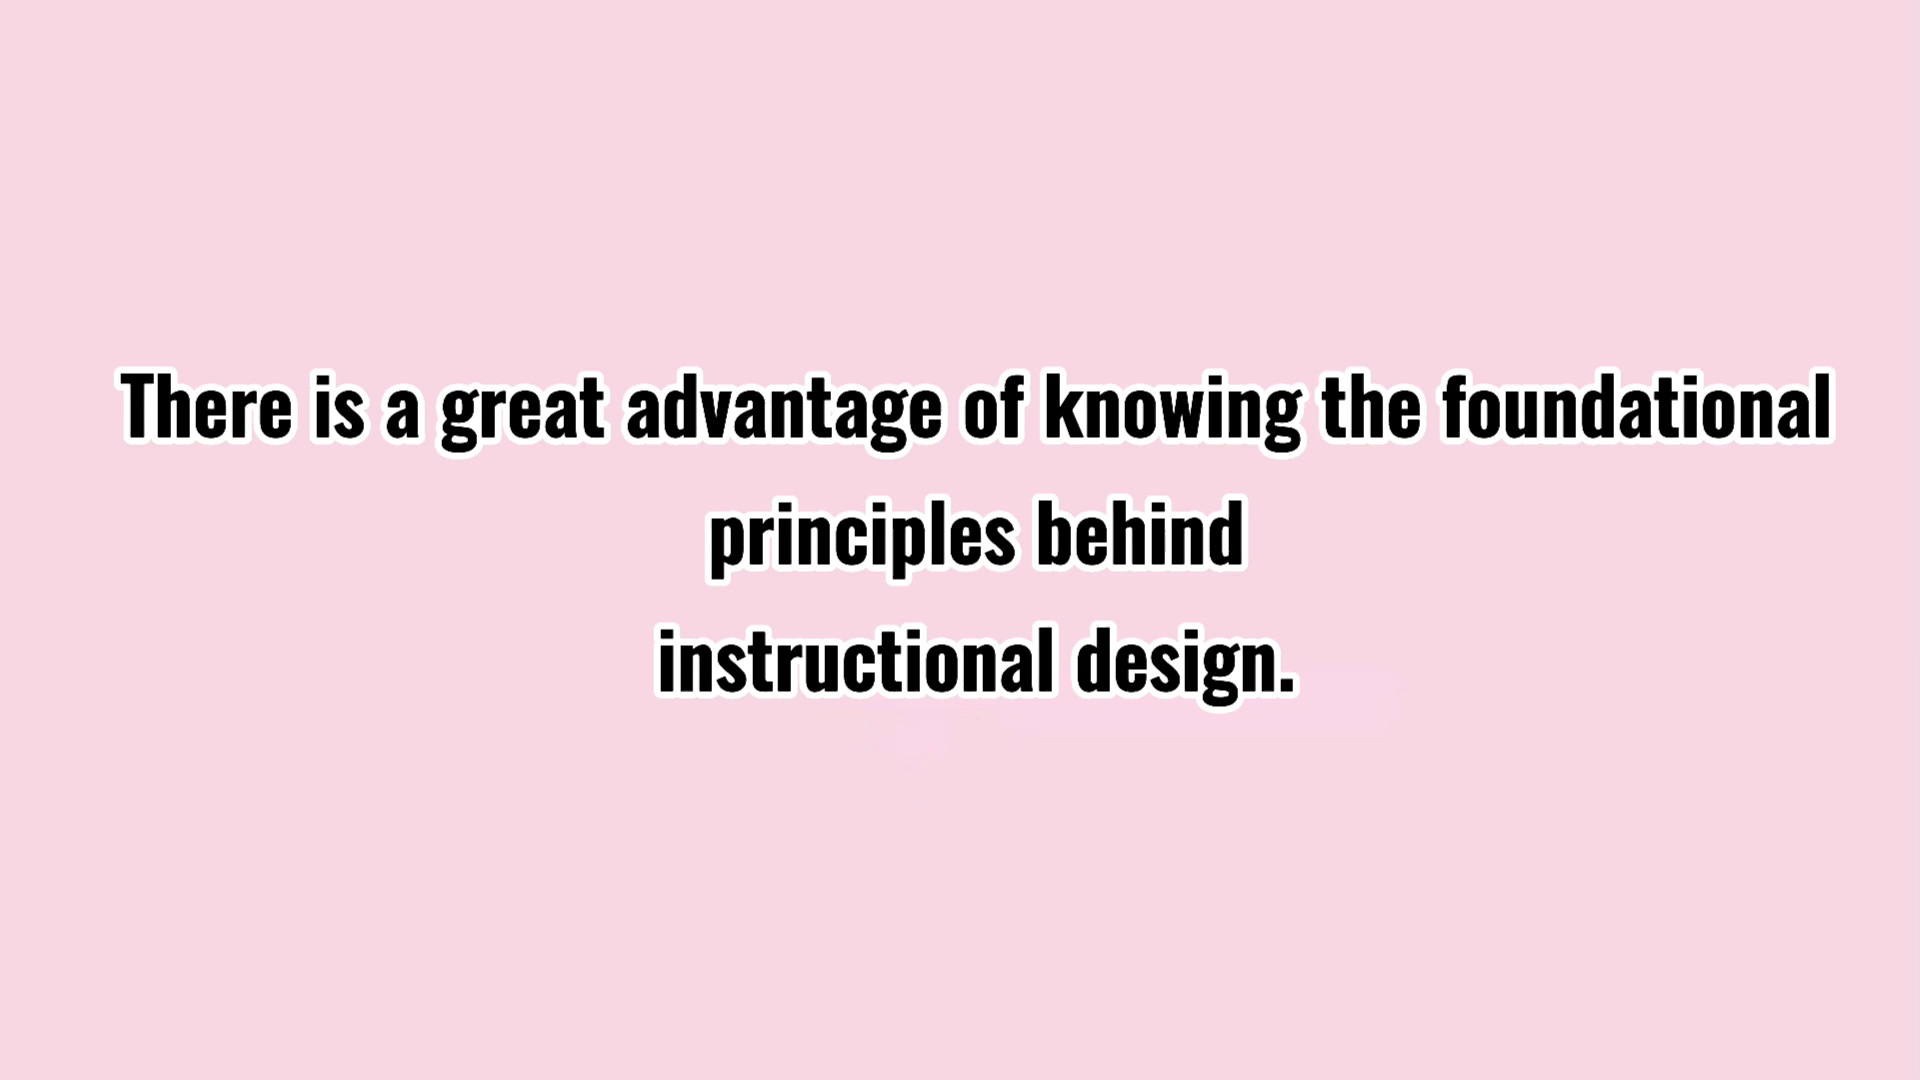 There is a great advantage of knowing the foundational
principles behind
instructional design.